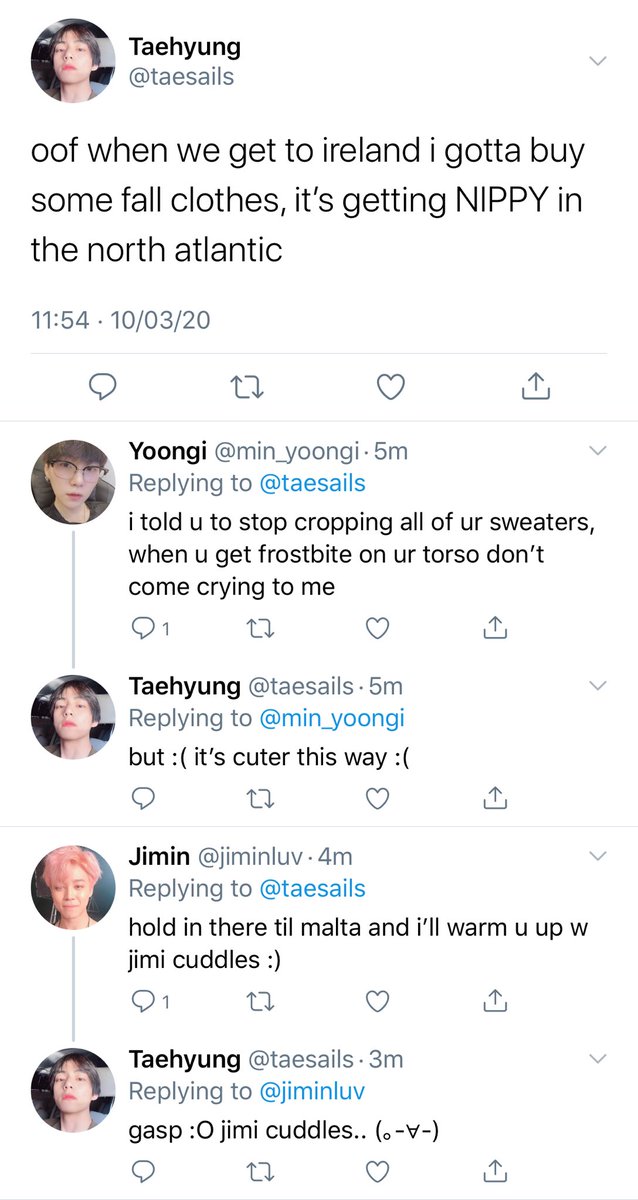 Taehyung
@taesails
oof when we get to ireland i gotta buy
some fall clothes, it’s getting NIPPY in
the north atlantic
11:54 · 10/03/20
Yoongi @min_yoongi · 5m
Replying to @taesails
i told u to stop cropping all of ur sweaters,
when u get frostbite on ur torso don’t
come crying to me
1
Taehyung @taesails · 5m
Replying to @min_yoongi
but :( it’s cuter this way :(
Jimin @jiminluv · 4m
Replying to @taesails
hold in there til malta and i’ll warm u up w
jimi cuddles :)
1
Taehyung @taesails · 3m
Replying to @jiminluv
gasp :O jimi cuddles.. (｡-∀-)